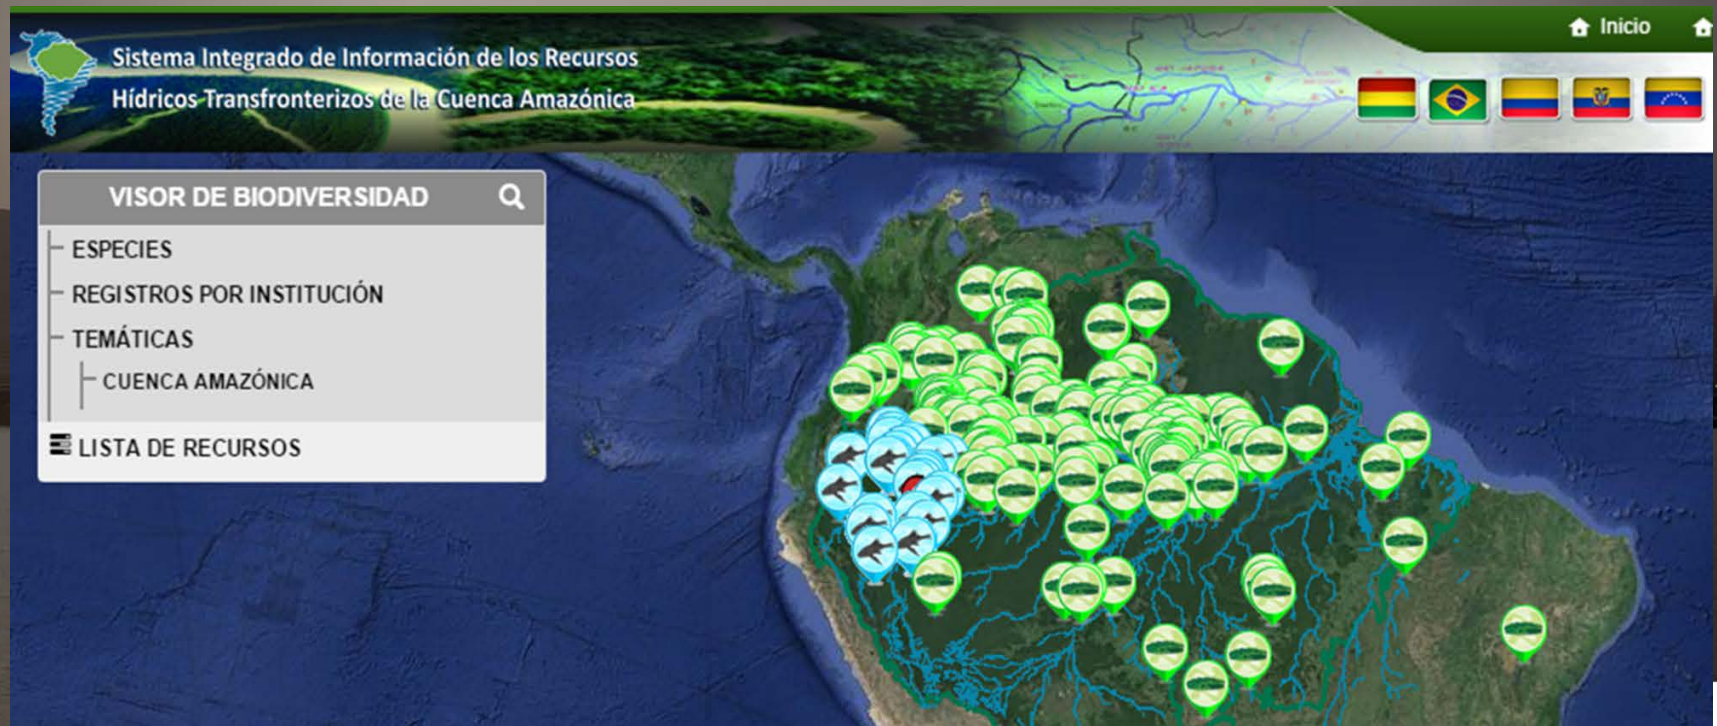 Sistema Integrado de Información de los Recursos
Hídricos Transfronterizos de la Cuenca Amazónica
Inicio
VISOR DE BIODIVERSIDAD
ESPECIES
REGISTROS POR INSTITUCIÓN
TEMÁTICAS
CUENCA AMAZÓNICA
LISTA DE RECURSOS